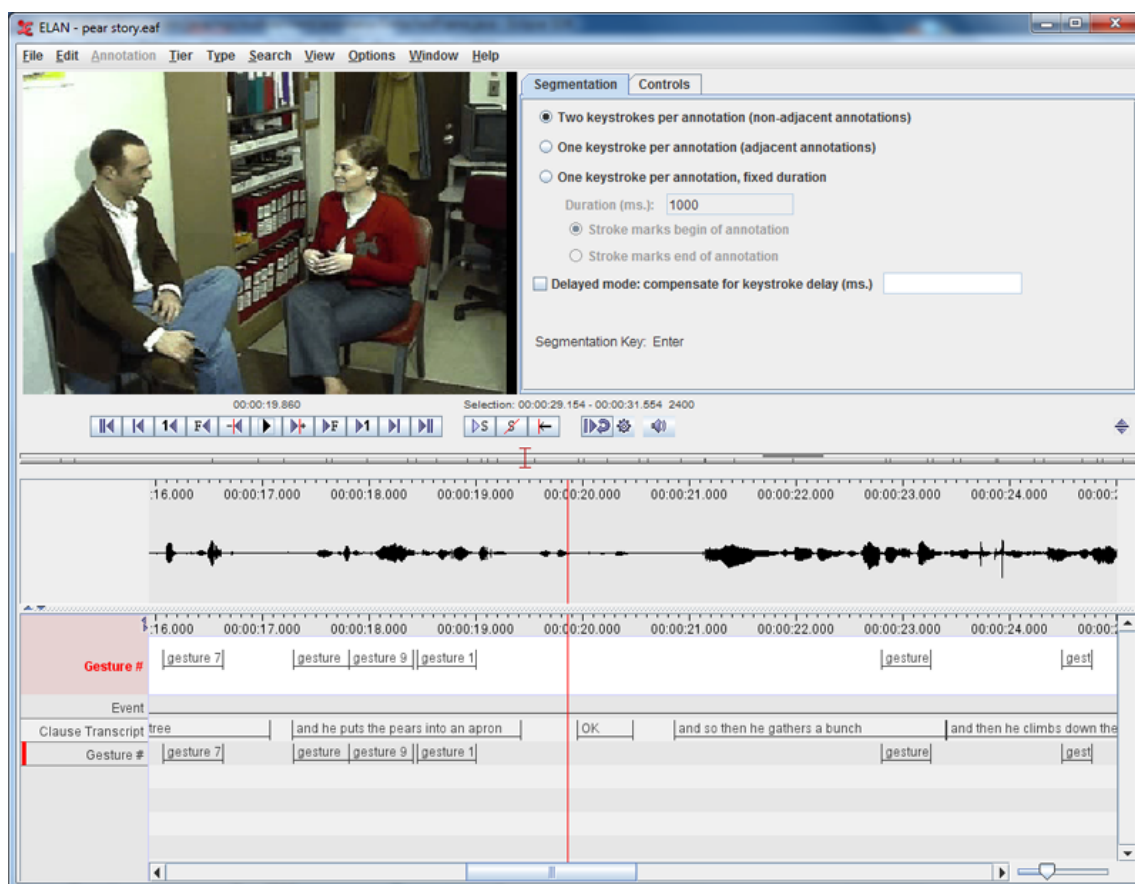 ELAN - pear story.eaf
File Edit Annotation Tier Type Search View Options Window Help
Segmentation Controls
Two keystrokes per annotation (non-adjacent annotations)
One keystroke per annotation (adjacent annotations)
One keystroke per annotation, fixed duration
Duration (ms.): 1000
Stroke marks begin of annotation
Stroke marks end of annotation
Delayed mode: compensate for keystroke delay (ms.)
Segmentation Key: Enter
00:00:19.860 Selection: 00:00:29.154 - 00:00:31.554 2400
1 F F 1 S S
:16.000 00:00:17.000 00:00:18.000 00:00:19.000 00:00:20.000 00:00:21.000 00:00:22.000 00:00:23.000 00:00:24.000 00:00:
:16.000 00:00:17.000 00:00:18.000 00:00:19.000 00:00:20.000 00:00:21.000 00:00:22.000 00:00:23.000 00:00:24.000 00:00:
Gesture # gesture 7 gesture gesture 9 gesture 1 gesture gest
Event
Clause Transcript tree and he puts the pears into an apron OK and so then he gathers a bunch and then he climbs down the
Gesture # gesture 7 gesture gesture 9 gesture 1 gesture gest